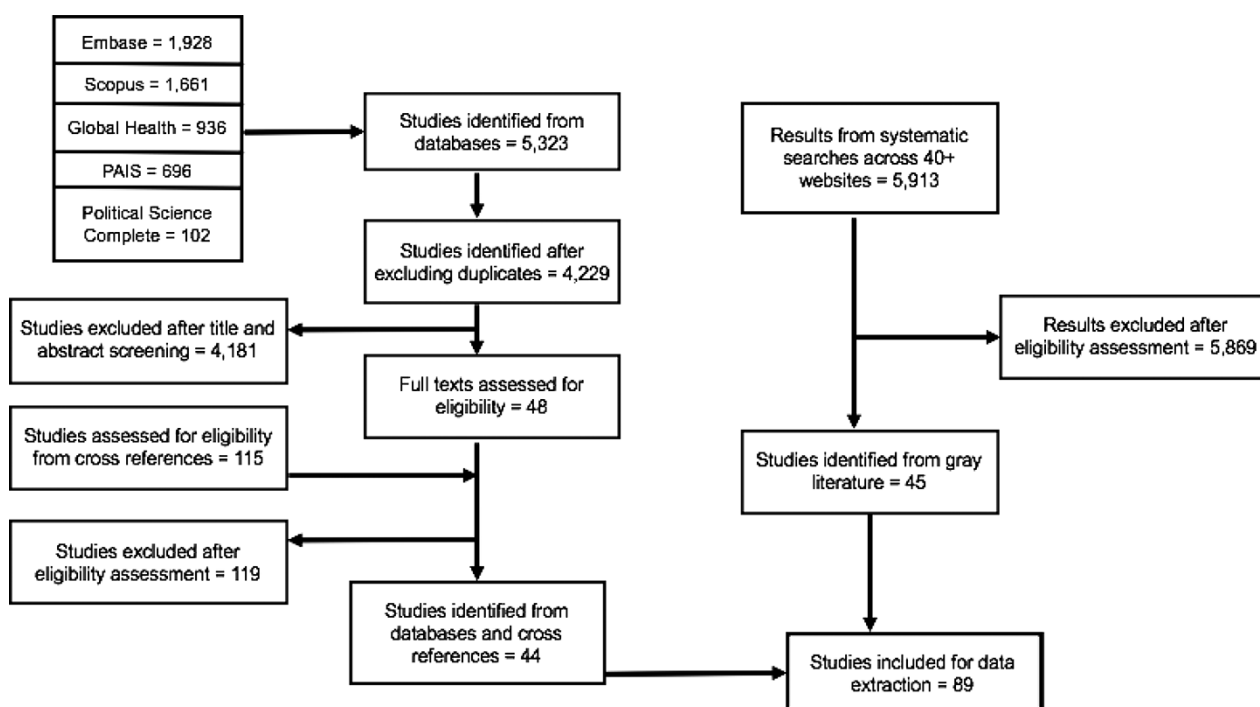 Embase = 1,928
Scopus = 1,661
Global Health = 936
PAIS = 696
Political Science
Complete = 102
Studies identified from
databases = 5,323
Studies identified after
excluding duplicates = 4,229
Studies excluded after title and
abstract screening = 4,181
Full texts assessed for
eligibility = 48
Studies assessed for eligibility
from cross references = 115
Studies excluded after
eligibility assessment = 119
Studies identified from
databases and cross
references = 44
Results from systematic
searches across 40+
websites = 5,913
Results excluded after
eligibility assessment = 5,869
Studies identified from gray
literature = 45
Studies included for data
extraction = 89